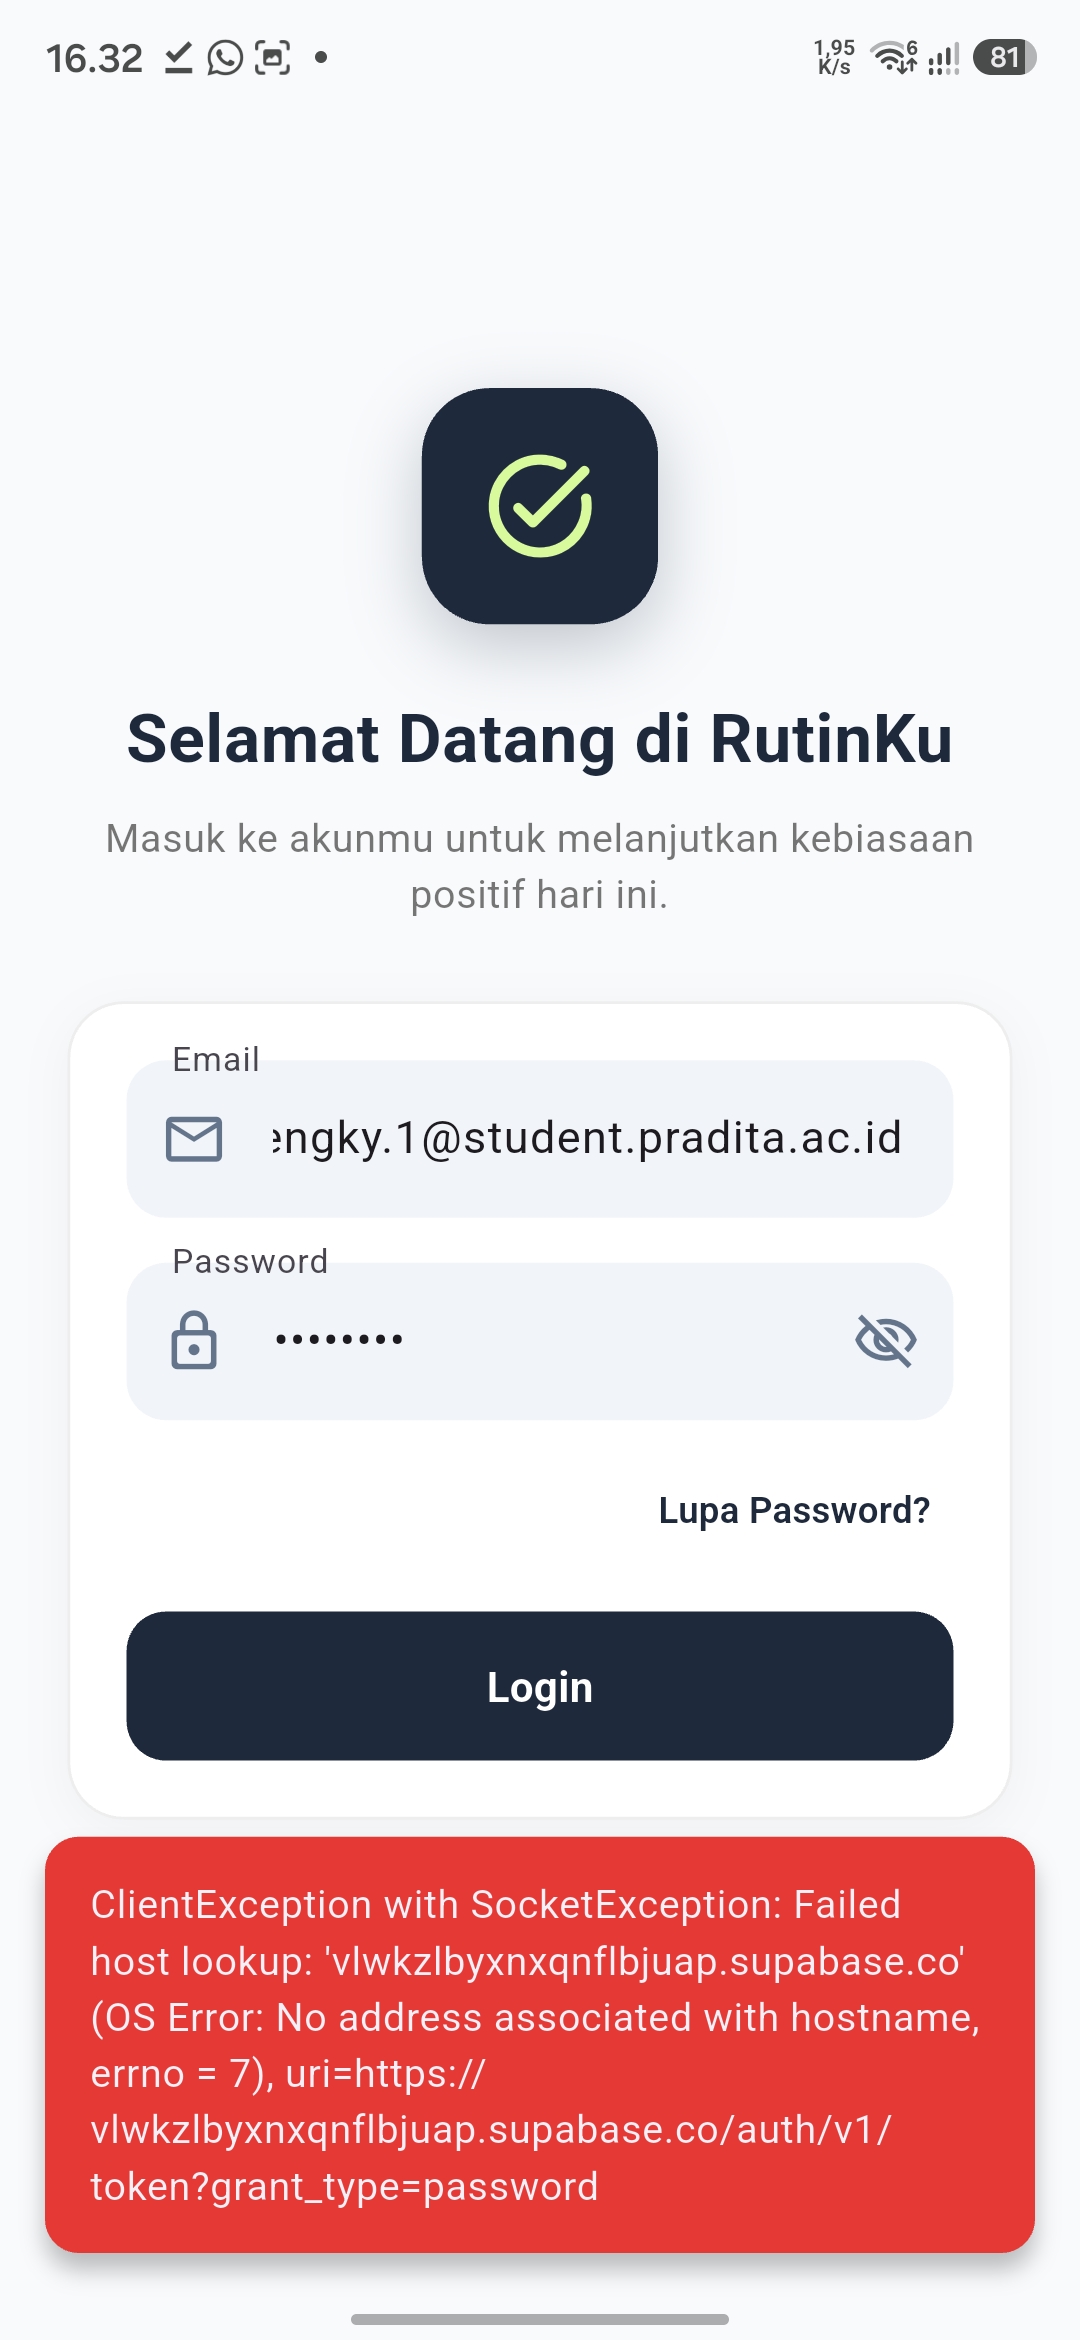 16.32
1,95
K/s
6
81
Selamat Datang di RutinKu
Masuk ke akunmu untuk melanjutkan kebiasaan
positif hari ini.
Email
engky.1@student.pradita.ac.id
Password
Lupa Password?
Login
ClientException with SocketException: Failed
host lookup: 'vlwkzlbyxnxqnflbjuap.supabase.co'
(OS Error: No address associated with hostname,
errno = 7), uri=https://
vlwkzlbyxnxqnflbjuap.supabase.co/auth/v1/
token?grant_type=password